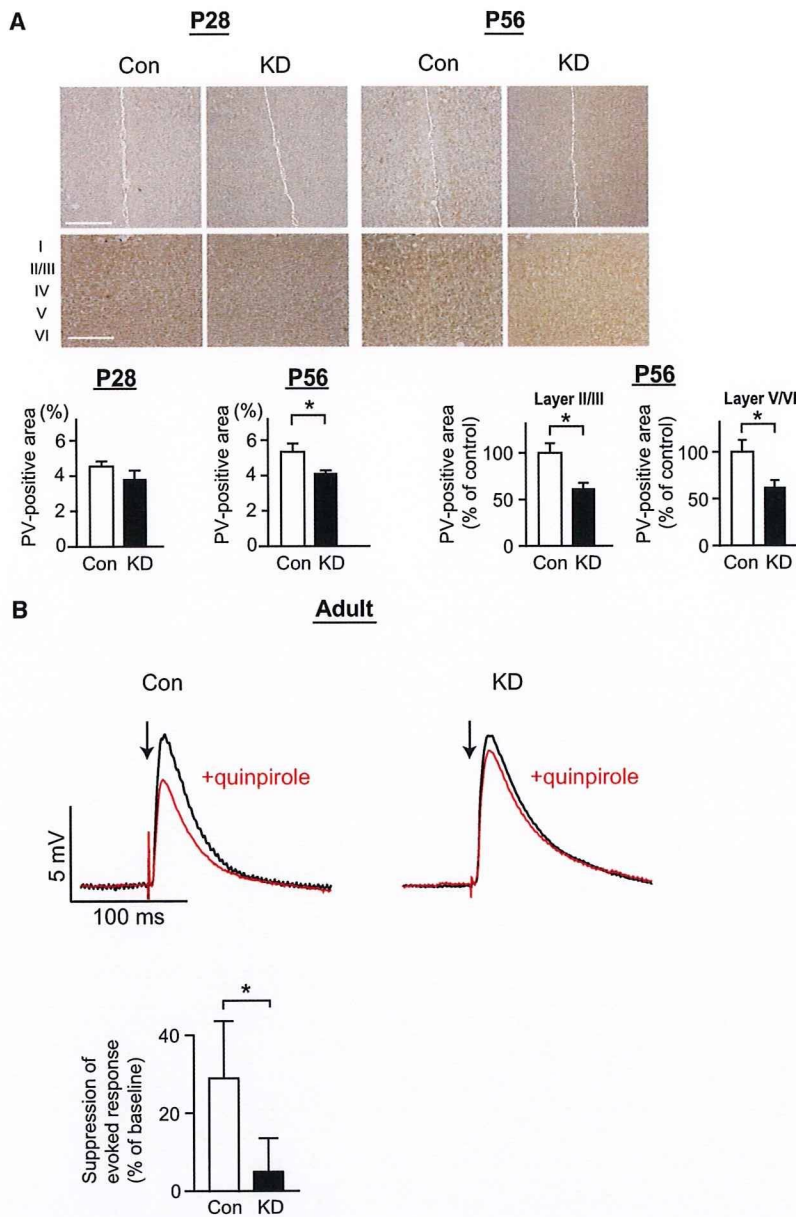 A
P28 P56
Con KD Con KD
I
II/III
IV
V
VI
P28 P56 P56
(%) (%) Layer II/III Layer V/VI
* * *
PV-positive area
6
4
2
0
Con KD
PV-positive area
6
4
2
0
Con KD
PV-positive area
(% of control)
100
50
0
Con KD
PV-positive area
(% of control)
100
50
0
Con KD
B
Adult
Con KD
+quinpirole +quinpirole
5 mV
100 ms
*
Suppression of
evoked response
(% of baseline)
40
20
0
Con KD